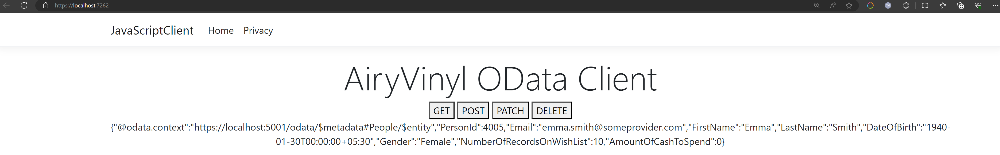 https://localhost:7262
JavaScriptClient Home Privacy
AiryVinyl OData Client
GET POST PATCH DELETE
{"@odata.context":"https://localhost:5001/odata/$metadata#People/$entity","PersonId":4005,"Email":"emma.smith@someprovider.com","FirstName":"Emma","LastName":"Smith","DateOfBirth":"1940-
01-30T00:00:00+05:30","Gender":"Female","NumberOfRecordsOnWishList":10,"AmountOfCashToSpend":0}